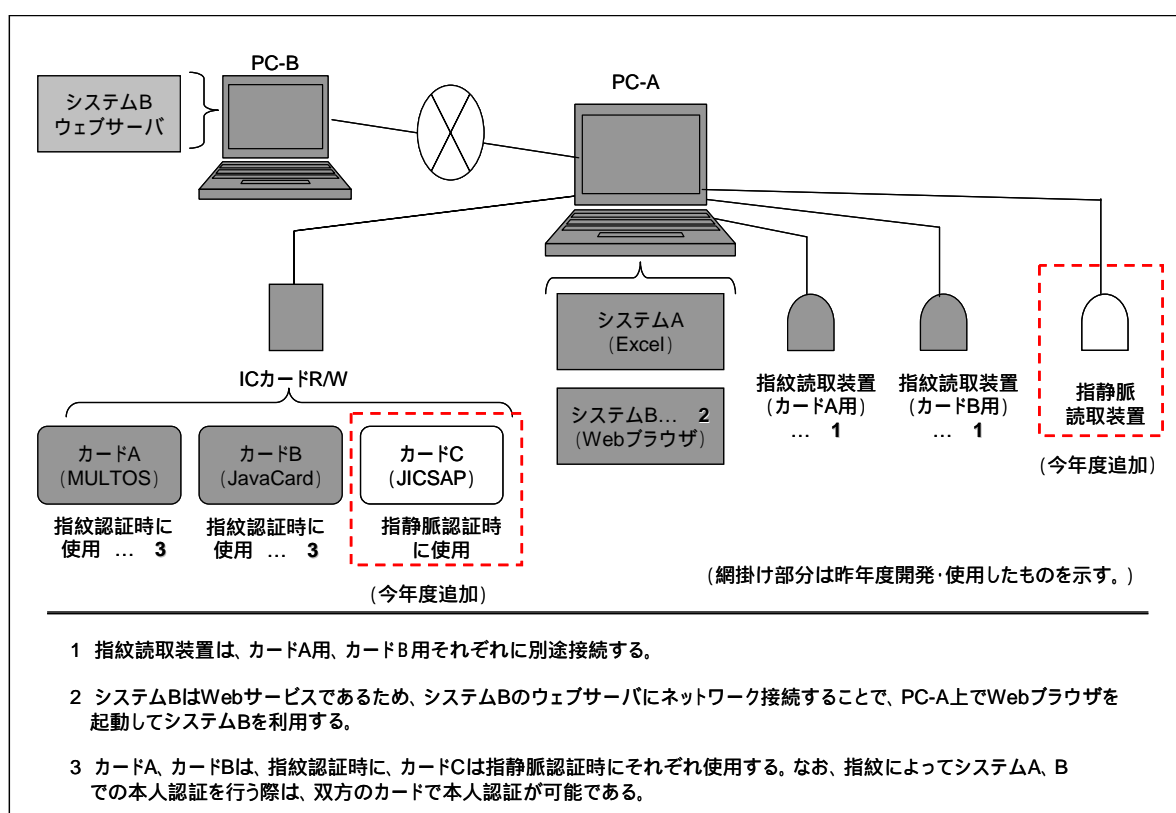 PC-B
PC-A
システムB
ウェブサーバ
ICカードR/W
システムA
(Excel)
システムB… 2
(Webブラウザ)
指紋読取装置
(カードA用)
… 1
指紋読取装置
(カードB用)
… 1
指静脈
読取装置
(今年度追加)
カードA
(MULTOS)
カードB
(JavaCard)
カードC
(JICSAP)
指紋認証時に
使用 … 3
指紋認証時に
使用 … 3
指静脈認証時
に使用
(今年度追加)
(網掛け部分は昨年度開発・使用したものを示す。)
1 指紋読取装置は、カードA用、カードB用それぞれに別途接続する。
2 システムBはWebサービスであるため、システムBのウェブサーバにネットワーク接続することで、PC-A上でWebブラウザを
起動してシステムBを利用する。
3 カードA、カードBは、指紋認証時に、カードCは指静脈認証時にそれぞれ使用する。なお、指紋によってシステムA、B
での本人認証を行う際は、双方のカードで本人認証が可能である。